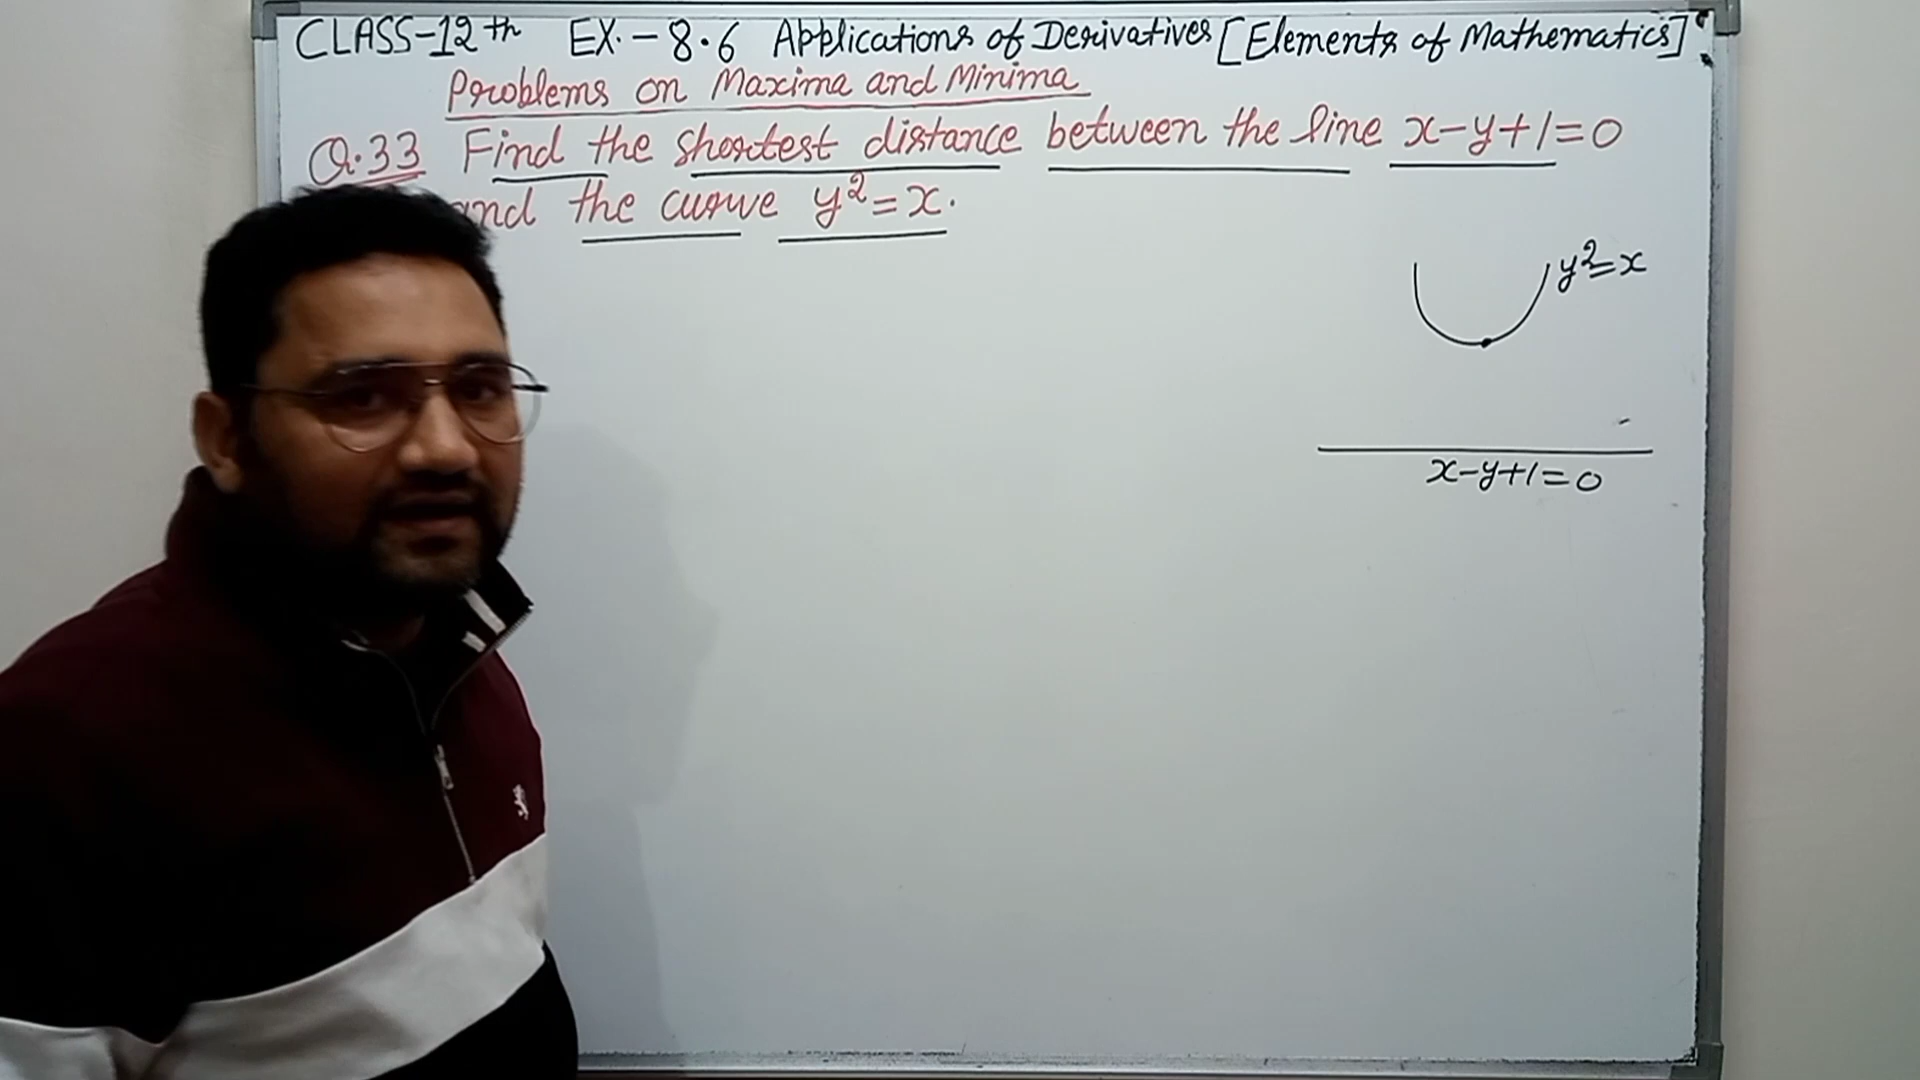 CLASS-12th EX.-8.6 Applications of Derivatives [Elements of Mathematics]
Problems on Maxima and Minima
Q.33 Find the shortest distance between the line x-y+1=0
and the curve y²=x.
y²=x
x-y+1=0